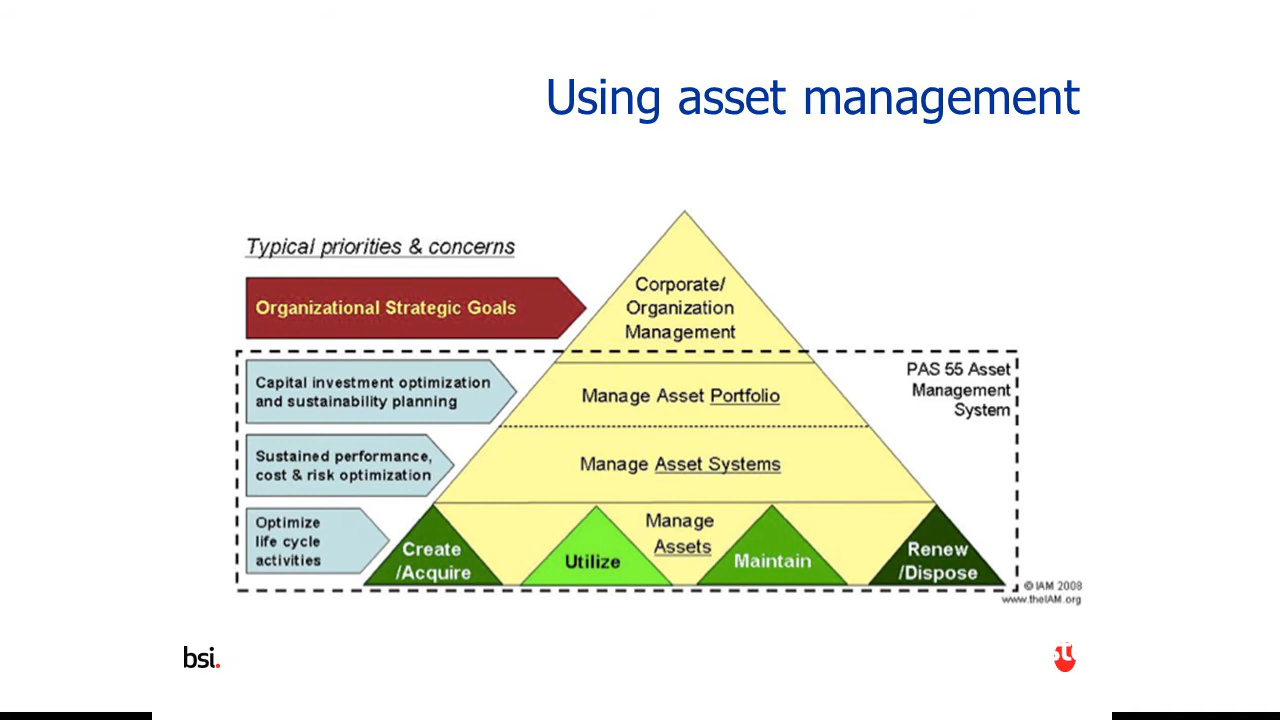 Using asset management
Typical priorities & concerns
Organizational Strategic Goals
Corporate/
Organization
Management
Capital investment optimization
and sustainability planning
Manage Asset Portfolio
PAS 55 Asset
Management
System
Sustained performance,
cost & risk optimization
Manage Asset Systems
Optimize
life cycle
activities
Manage
Assets
Create
/Acquire
Utilize
Maintain
Renew
/Dispose
© IAM 2008
www.theIAM.org
bsi.